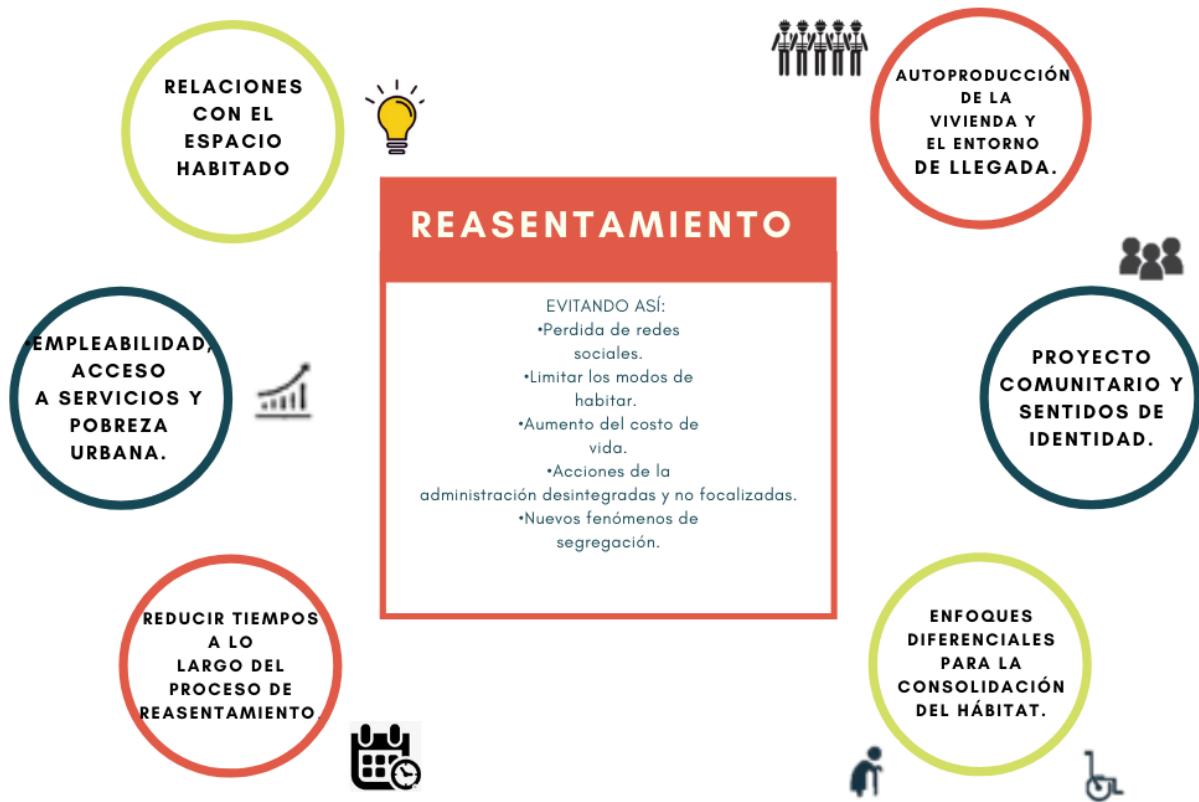 RELACIONES
CON EL
ESPACIO
HABITADO
AUTOPRODUCCIÓN
DE LA
VIVIENDA Y
EL ENTORNO
DE LLEGADA.
REASENTAMIENTO
EVITANDO ASÍ:
•Perdida de redes
sociales.
•Limitar los modos de
habitar.
•Aumento del costo de
vida.
•Acciones de la
administración desintegradas y no focalizadas.
•Nuevos fenómenos de
segregación.
•EMPLEABILIDAD,
ACCESO
A SERVICIOS Y
POBREZA
URBANA.
PROYECTO
COMUNITARIO Y
SENTIDOS DE
IDENTIDAD.
REDUCIR TIEMPOS
A LO
LARGO DEL
PROCESO DE
REASENTAMIENTO.
ENFOQUES
DIFERENCIALES
PARA LA
CONSOLIDACIÓN
DEL HÁBITAT.